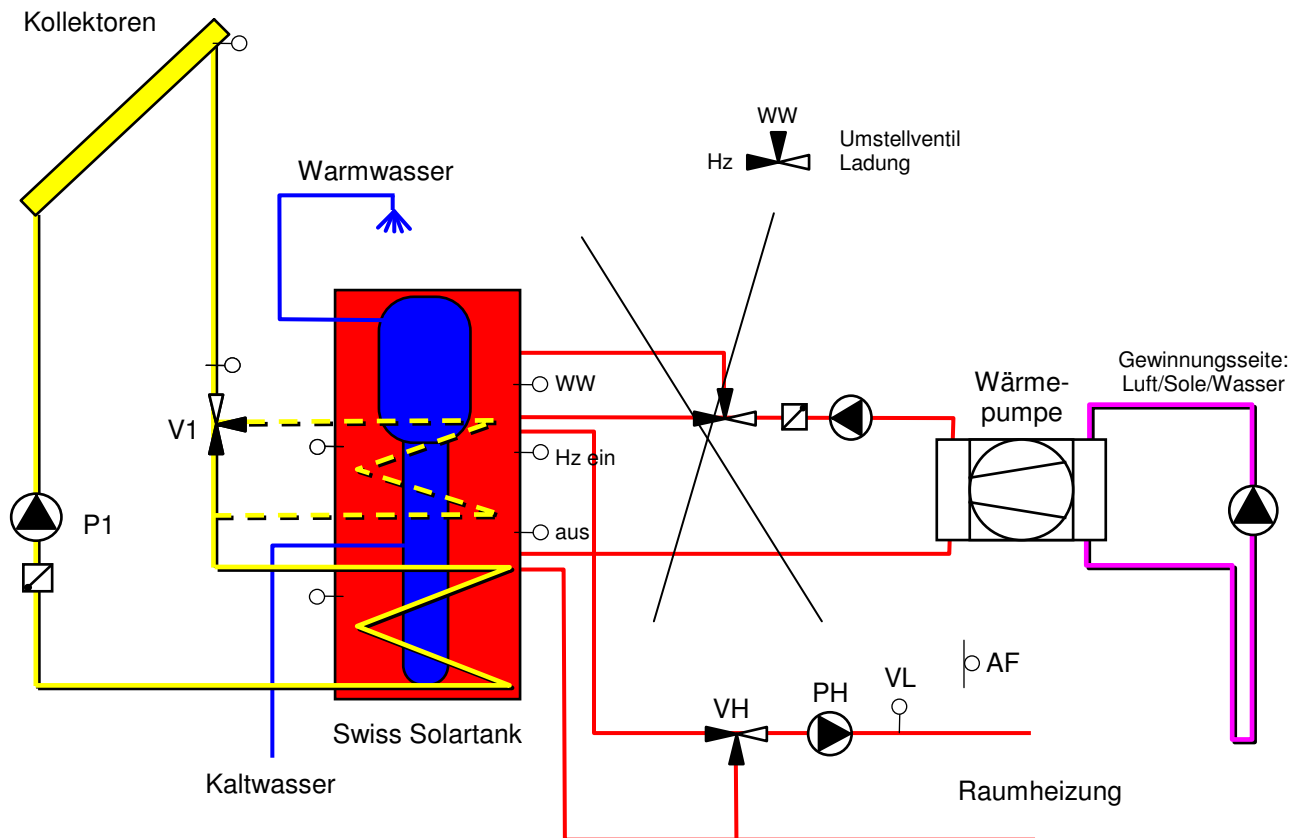 Kollektoren
WW
Hz
Umstellventil
Ladung
Warmwasser
WW
Gewinnungsseite:
Luft/Sole/Wasser
Wärme-
pumpe
V1
Hz ein
P1
aus
AF
VL
PH
VH
Swiss Solartank
Kaltwasser
Raumheizung